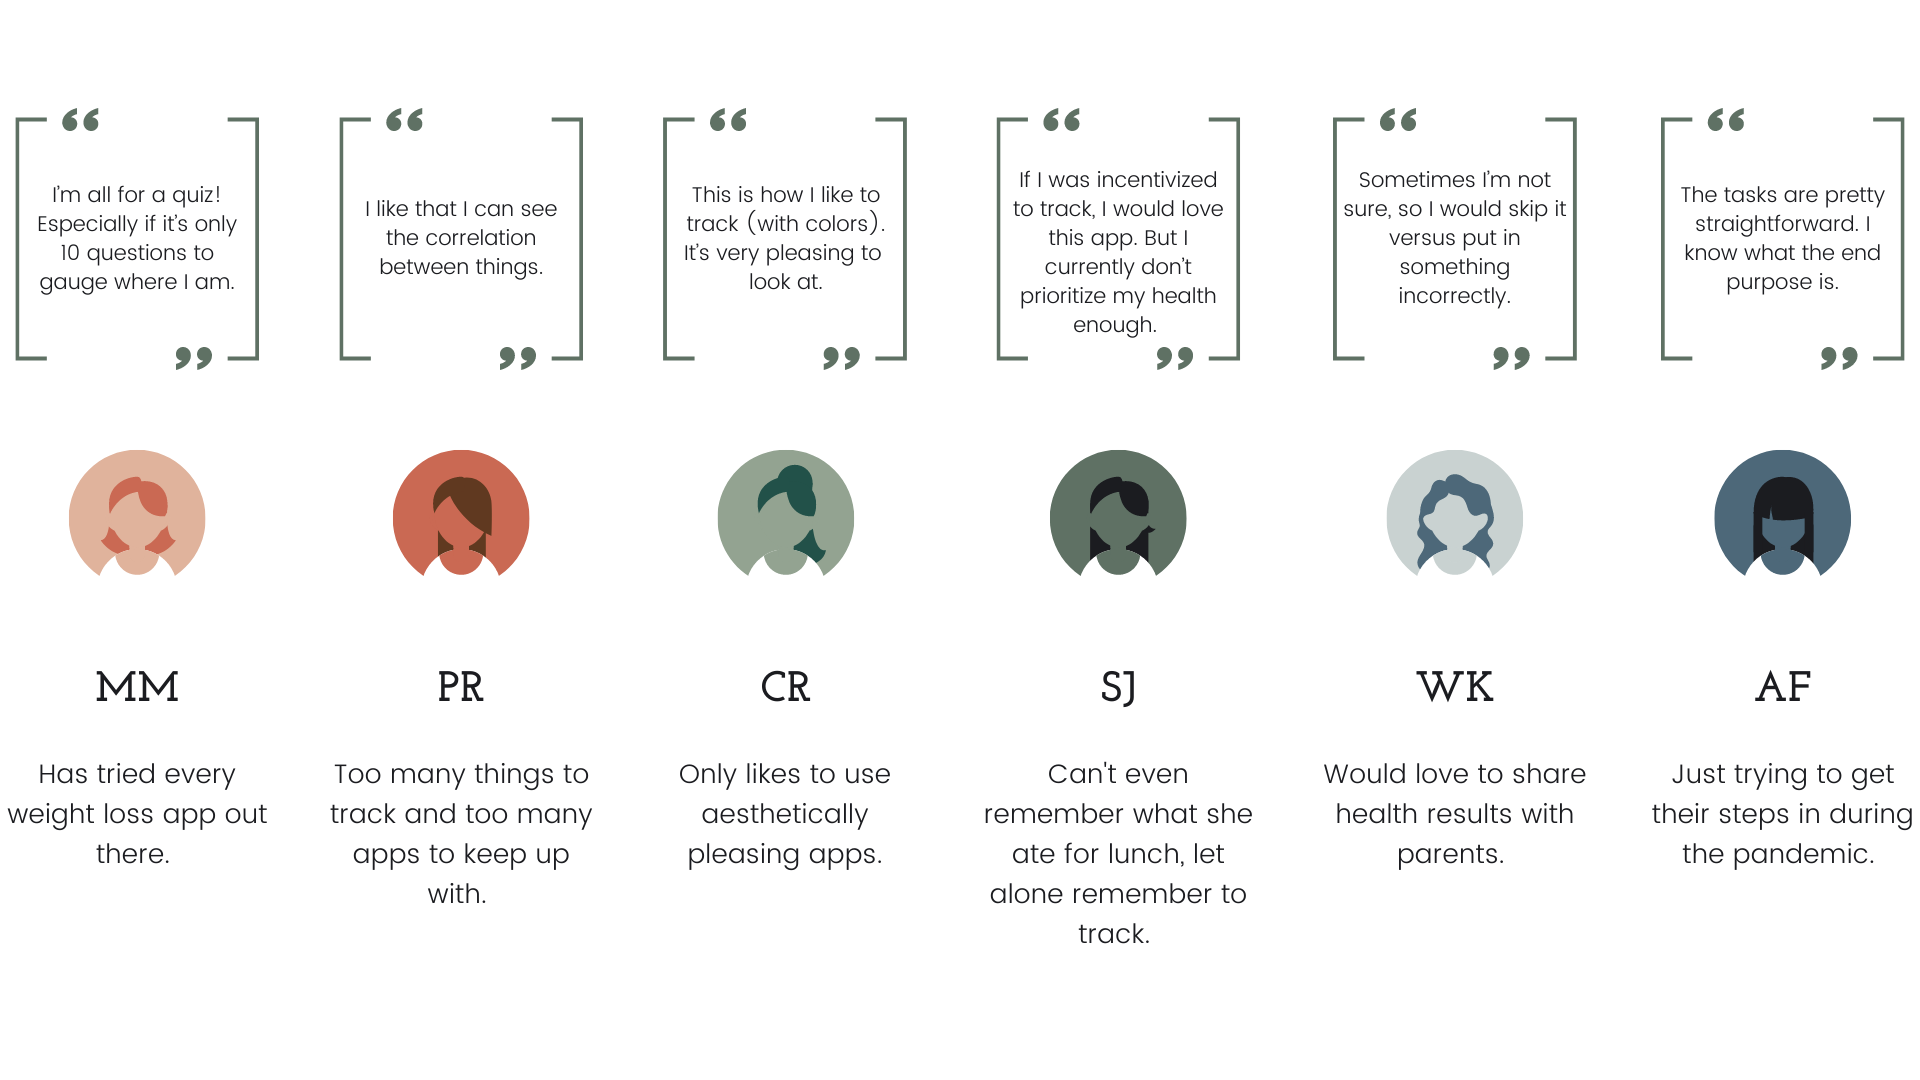 “
I’m all for a quiz!
Especially if it’s only
10 questions to
gauge where I am.
”
“
I like that I can see
the correlation
between things.
”
“
This is how I like to
track (with colors).
It’s very pleasing to
look at.
”
“
If I was incentivized
to track, I would love
this app. But I
currently don’t
prioritize my health
enough.
”
“
Sometimes I’m not
sure, so I would skip it
versus put in
something
incorrectly.
”
“
The tasks are pretty
straightforward. I
know what the end
purpose is.
”
MM
Has tried every
weight loss app out
there.
PR
Too many things to
track and too many
apps to keep up
with.
CR
Only likes to use
aesthetically
pleasing apps.
SJ
Can't even
remember what she
ate for lunch, let
alone remember to
track.
WK
Would love to share
health results with
parents.
AF
Just trying to get
their steps in during
the pandemic.